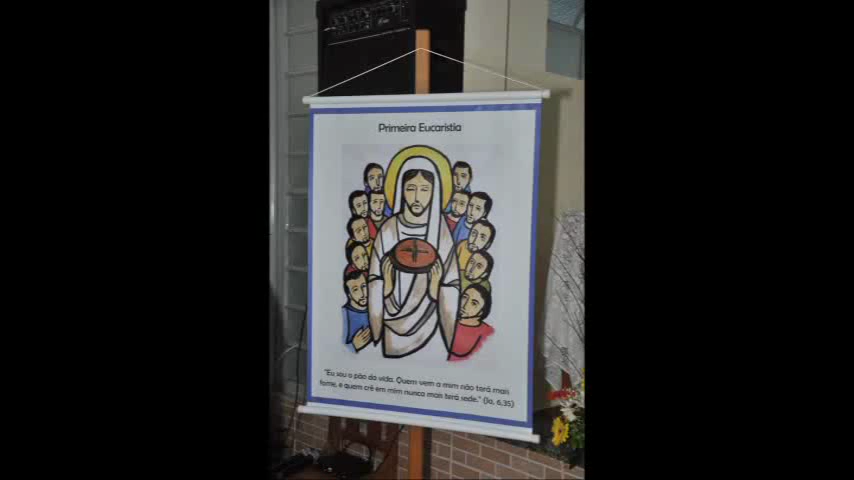 Primeira Eucaristia
"Eu sou o pão da vida. Quem vem a mim não terá mais
fome, e quem crê em mim nunca mais terá sede." (Jo, 6,35)